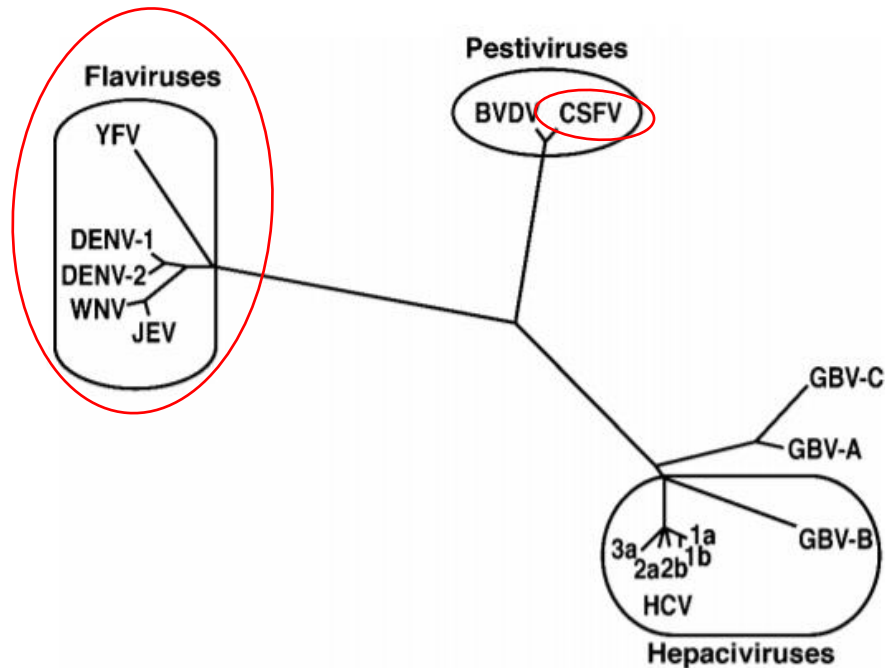 Flaviruses
YFV
DENV-1
DENV-2
WNV
JEV
Pestiviruses
BVDV CSFV
GBV-C
GBV-A
GBV-B
3a 2a 2b 1b 1a
HCV
Hepaciviruses